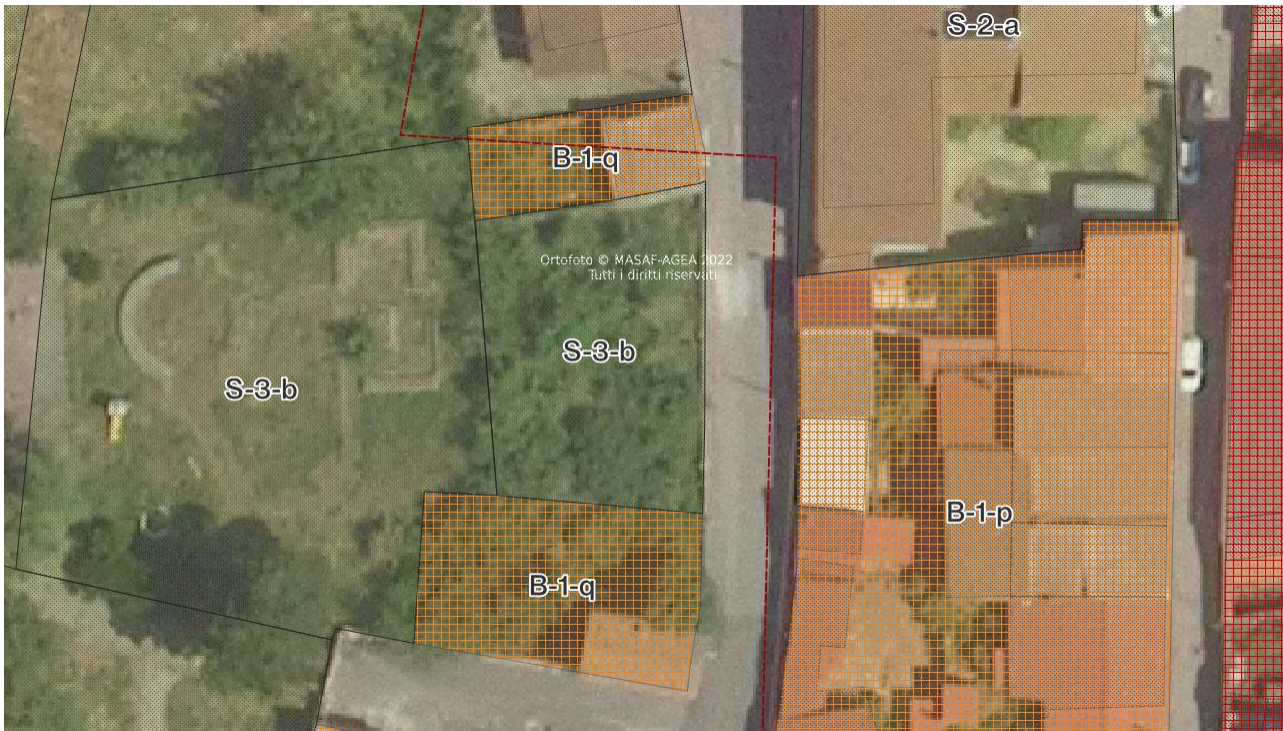 S-2-a
B-1-q
Ortofoto © MASAF-AGEA 2022
Tutti i diritti riservati
S-3-b
S-3-b
B-1-p
B-1-q